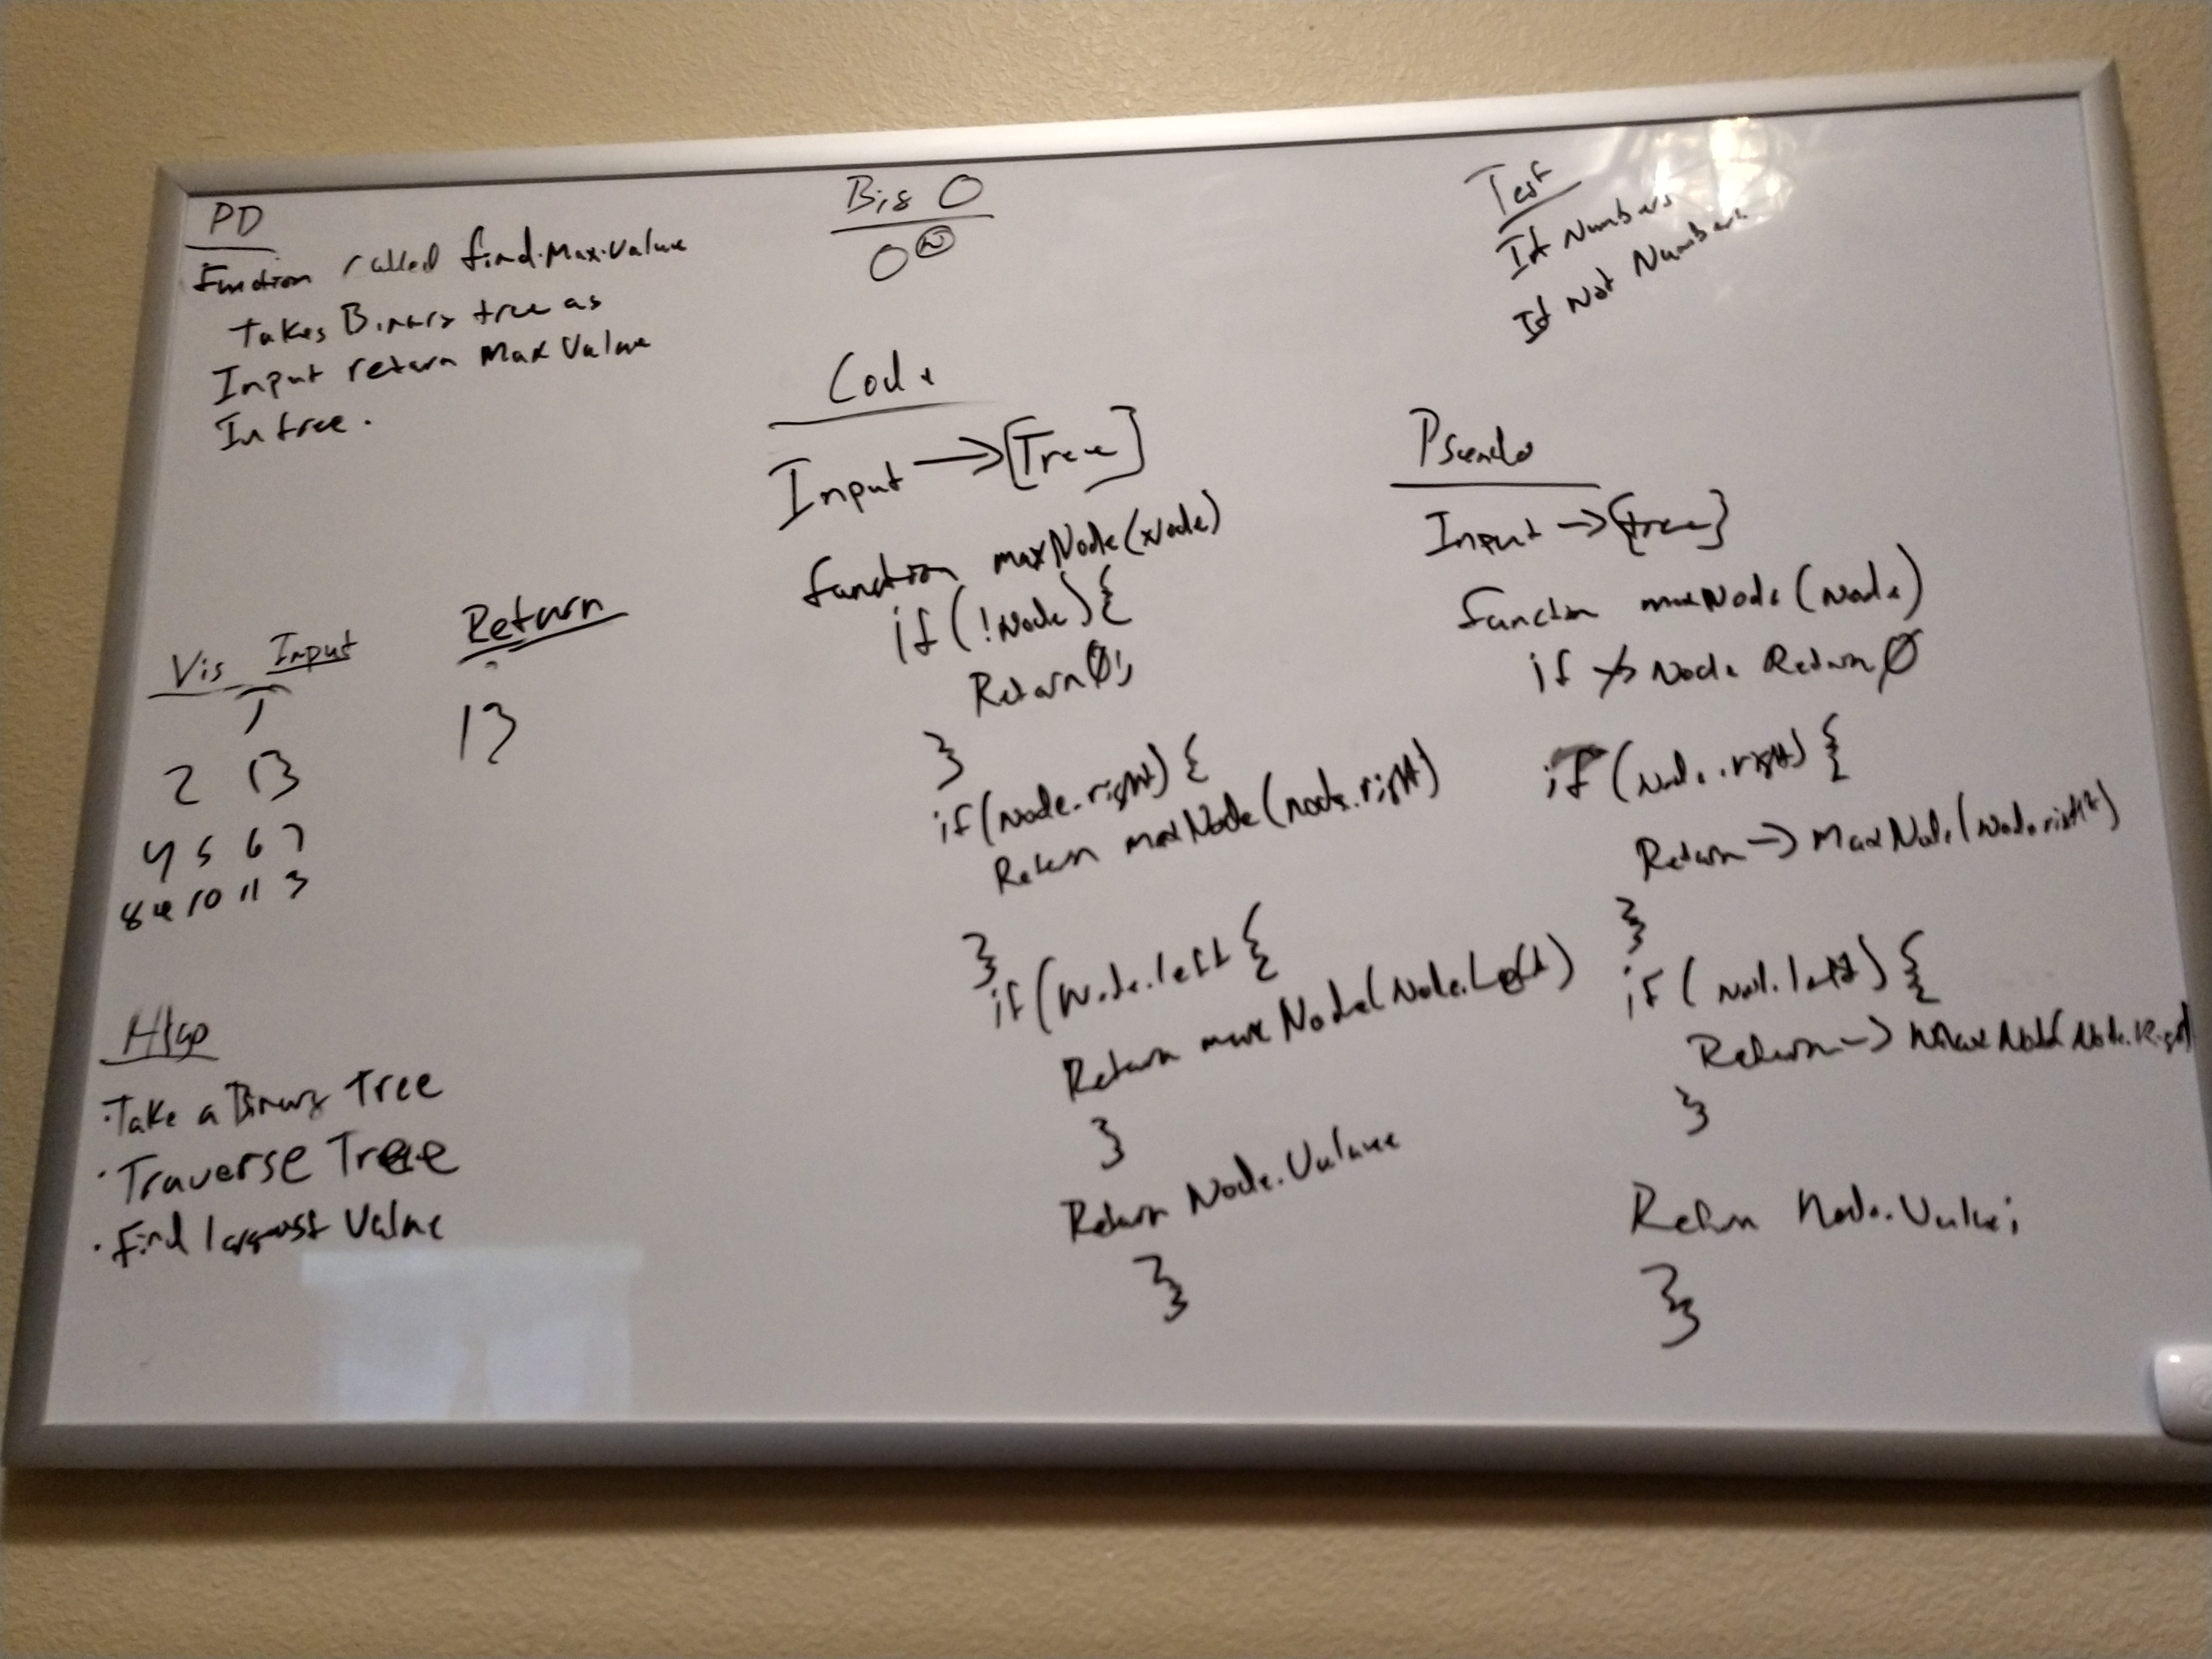 PD
Function called find.Max.Value
Takes Binary tree as
Input return Max Value
In tree.
Vis Input
1
2 13
4 5 6 7
8 10 11 3
Return
13
Algo
· Take a Binary Tree
· Traverse Tree
· find largest Value
Big O
O(N)
Code
Input → [Tree]
function maxNode(Node)
if (!Node) {
Return 0;
}
if (node.right) {
Return maxNode(node.right)
}
if (Node.left {
Return maxNode(Node.Left)
}
Return Node.Value
}
Test
If Numbers
If Not Numbers
Pseudo
Input → [tree]
function maxNode (Node)
if Node Return 0
if (Node.right) {
Return → MaxNode(Node.right)
}
if (Node.left) {
Return → MaxNode(Node.Right)
}
Return Node.Value;
}